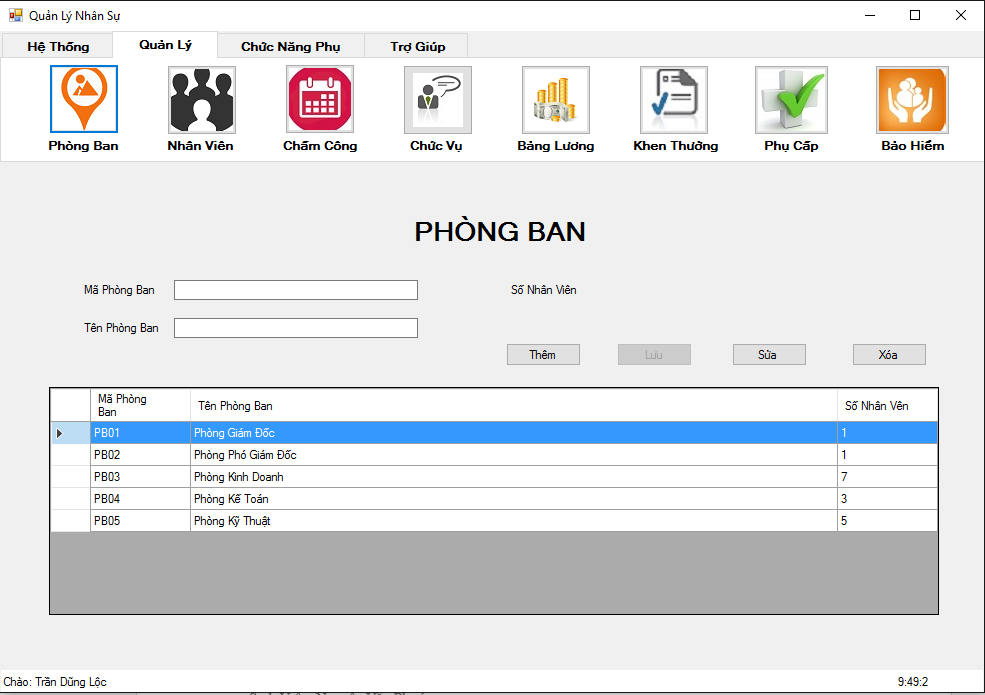 Quản Lý Nhân Sự
Hệ Thống Quản Lý Chức Năng Phụ Trợ Giúp
Phòng Ban Nhân Viên Chấm Công Chức Vụ Bảng Lương Khen Thưởng Phụ Cấp Bảo Hiểm
PHÒNG BAN
Mã Phòng Ban Số Nhân Viên
Tên Phòng Ban
Thêm Lưu Sửa Xóa
Mã Phòng Ban Tên Phòng Ban Số Nhân Vên
PB01 Phòng Giám Đốc 1
PB02 Phòng Phó Giám Đốc 1
PB03 Phòng Kinh Doanh 7
PB04 Phòng Kế Toán 3
PB05 Phòng Kỹ Thuật 5
Chào: Trần Dũng Lộc 9:49:2